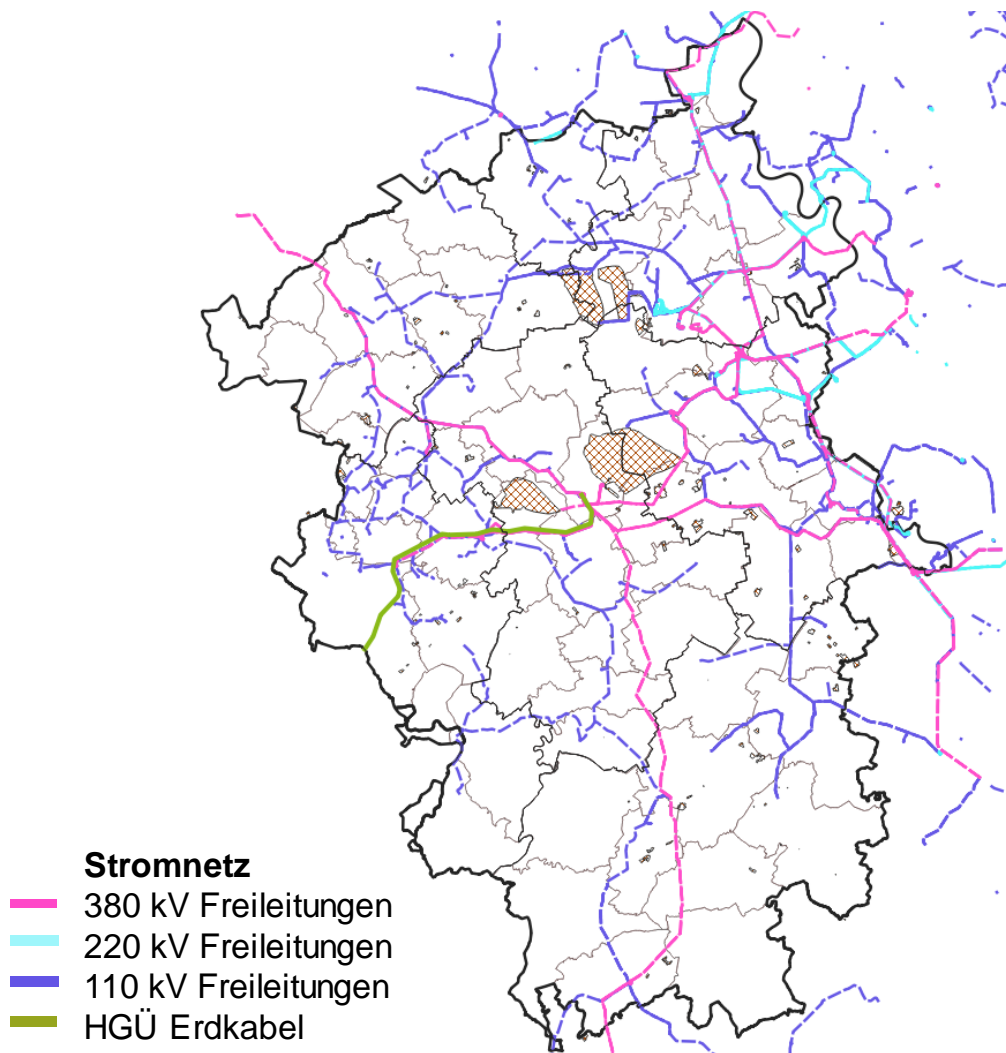 Stromnetz
380 kV Freileitungen
220 kV Freileitungen
110 kV Freileitungen
HGÜ Erdkabel